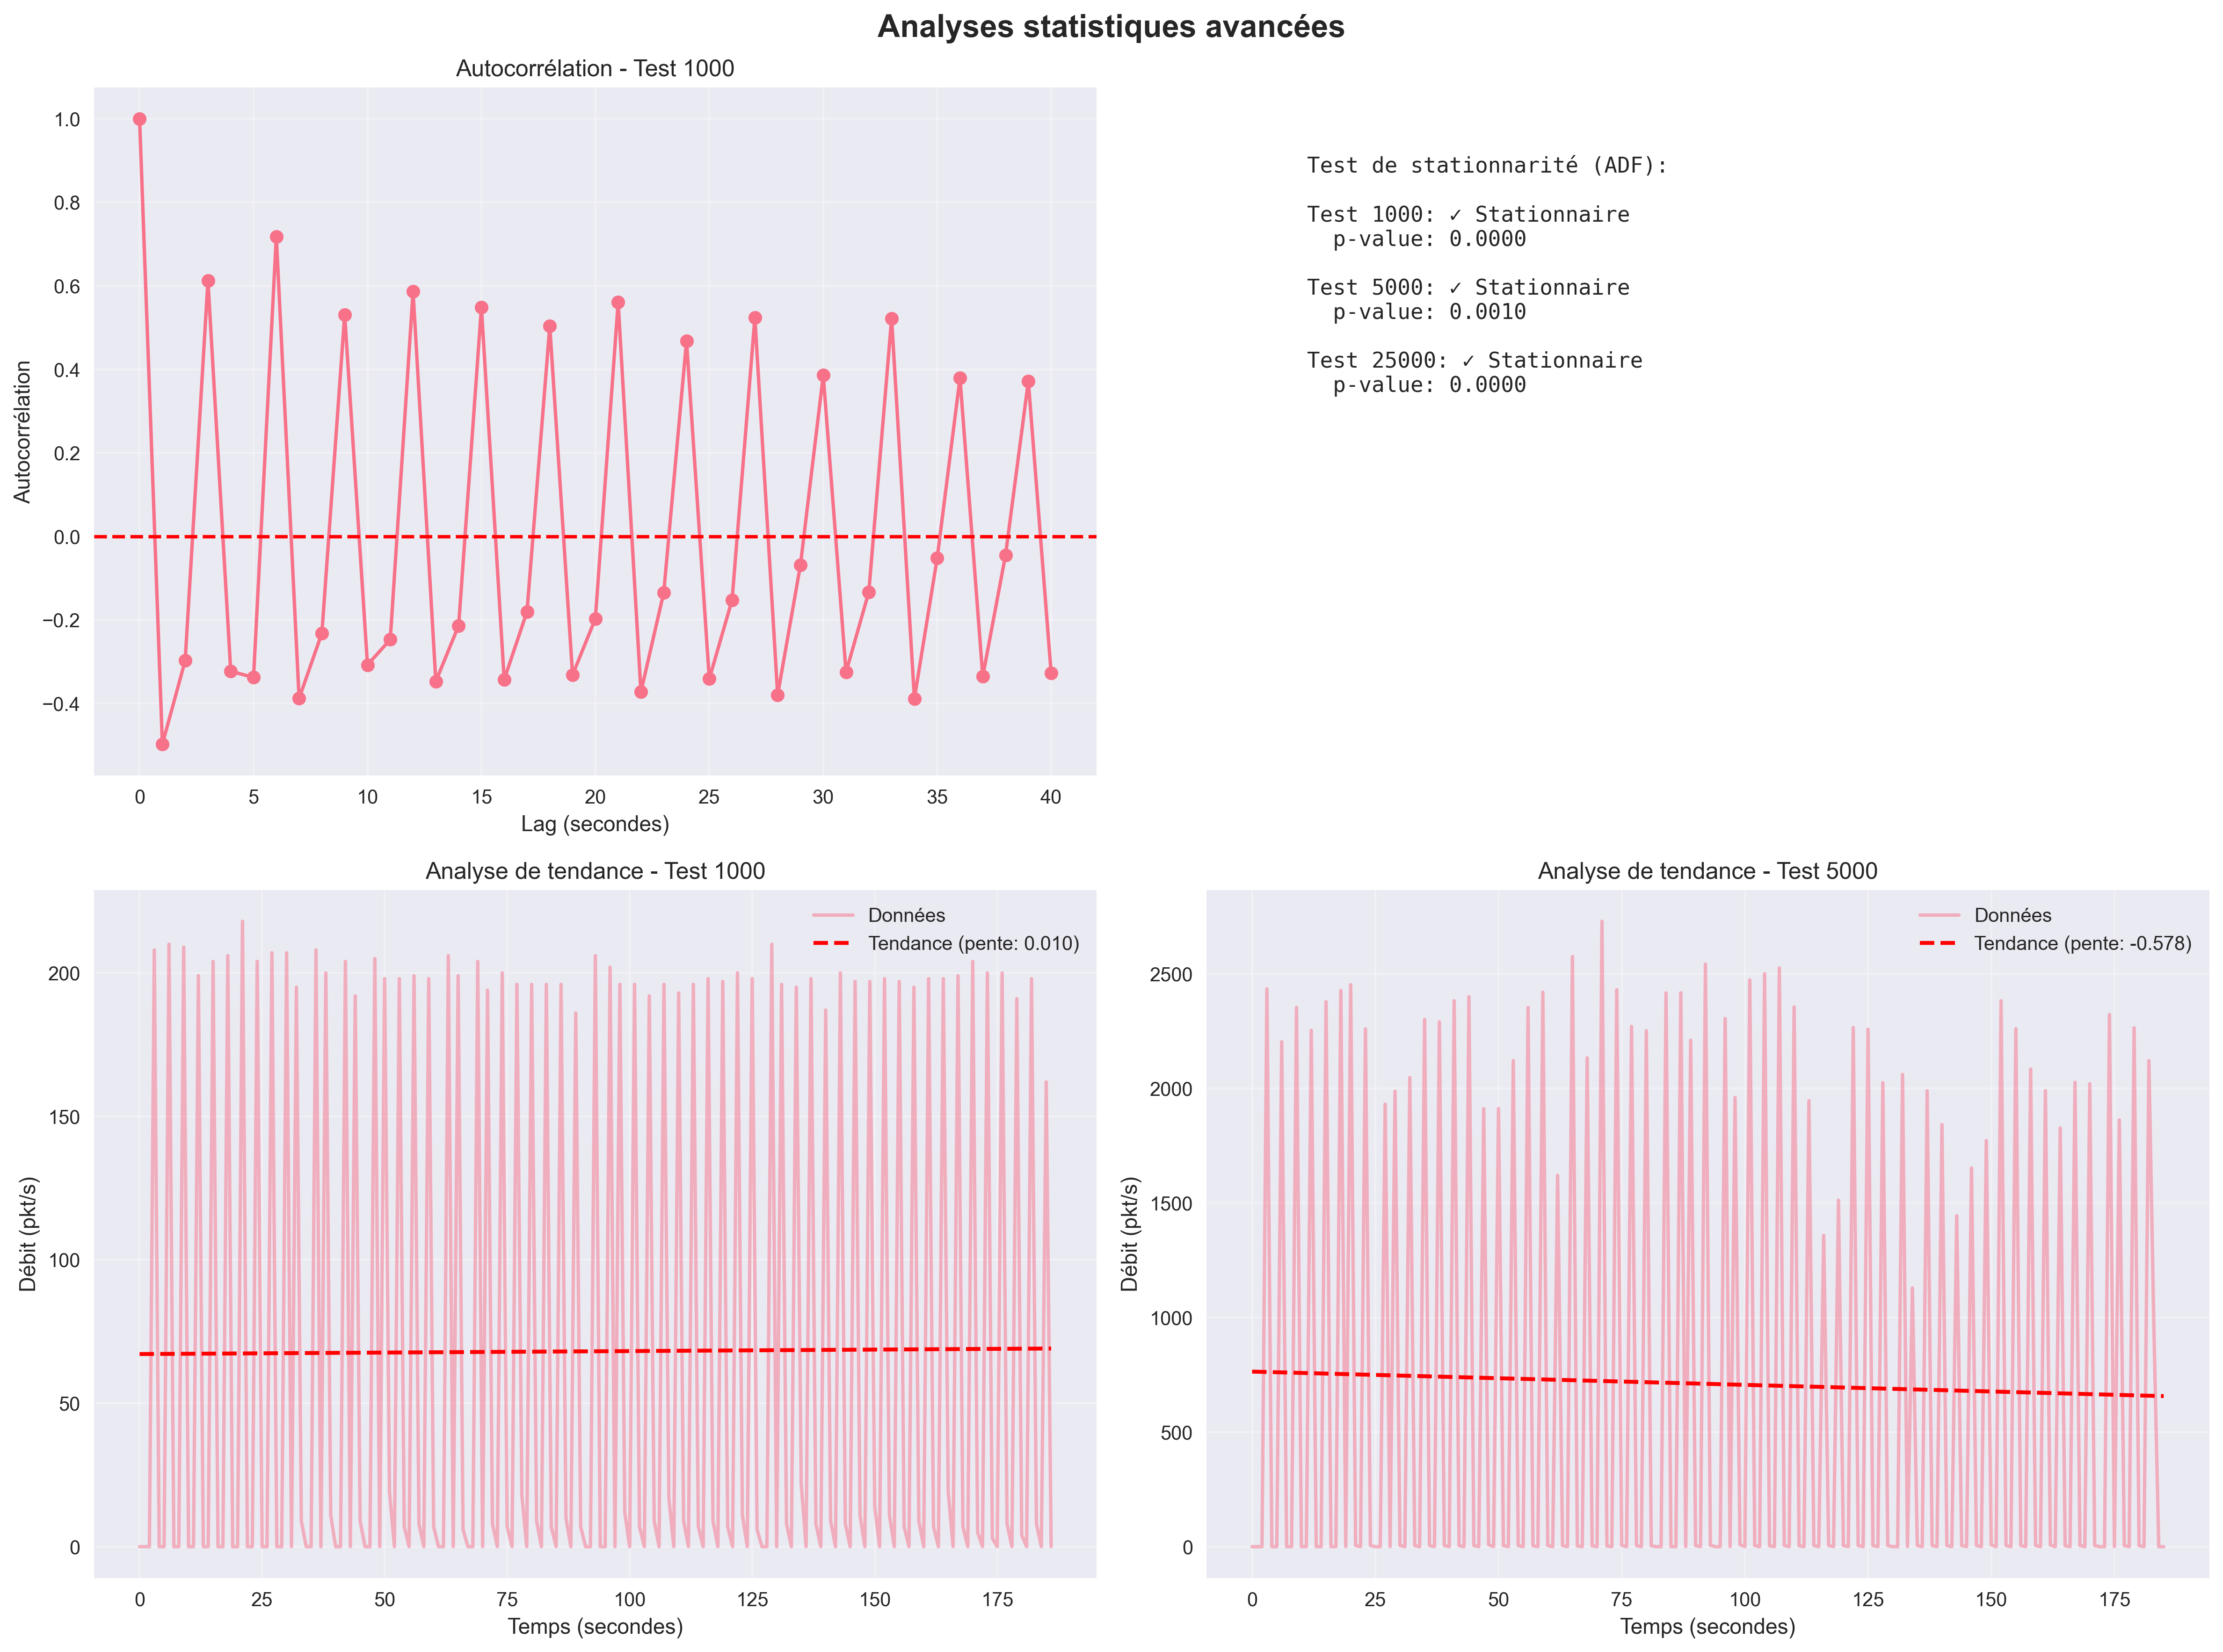 Analyses statistiques avancées
Autocorrélation - Test 1000
1.0
0.8
0.6
0.4
0.2
0.0
−0.2
−0.4
Autocorrélation
0 5 10 15 20 25 30 35 40
Lag (secondes)
Test de stationnarité (ADF):
Test 1000: ✓ Stationnaire
p-value: 0.0000
Test 5000: ✓ Stationnaire
p-value: 0.0010
Test 25000: ✓ Stationnaire
p-value: 0.0000
Analyse de tendance - Test 1000
Données
Tendance (pente: 0.010)
200
150
100
50
0
Débit (pkt/s)
0 25 50 75 100 125 150 175
Temps (secondes)
Analyse de tendance - Test 5000
Données
Tendance (pente: -0.578)
2500
2000
1500
1000
500
0
Débit (pkt/s)
0 25 50 75 100 125 150 175
Temps (secondes)